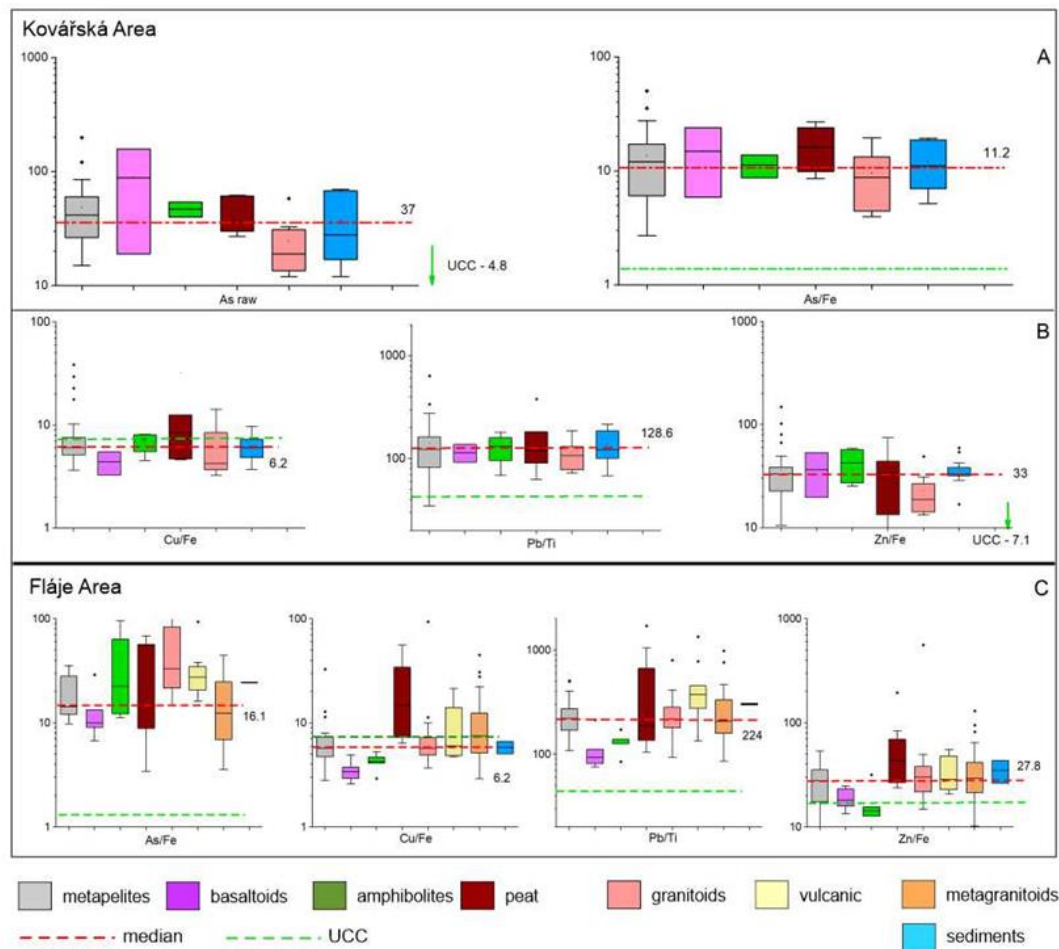 Kovářská Area
A
1000
100
10
37
UCC - 4.8
As raw
100
10
1
11.2
As/Fe
B
100
10
1
6.2
Cu/Fe
1000
100
128.6
Pb/Ti
1000
100
10
33
UCC - 7.1
Zn/Fe
Fláje Area
C
100
10
1
16.1
As/Fe
100
10
1
6.2
Cu/Fe
1000
100
224
Pb/Ti
1000
100
10
27.8
Zn/Fe
metapelites
basaltoids
amphibolites
peat
granitoids
vulcanic
metagranitoids
median
UCC
sediments